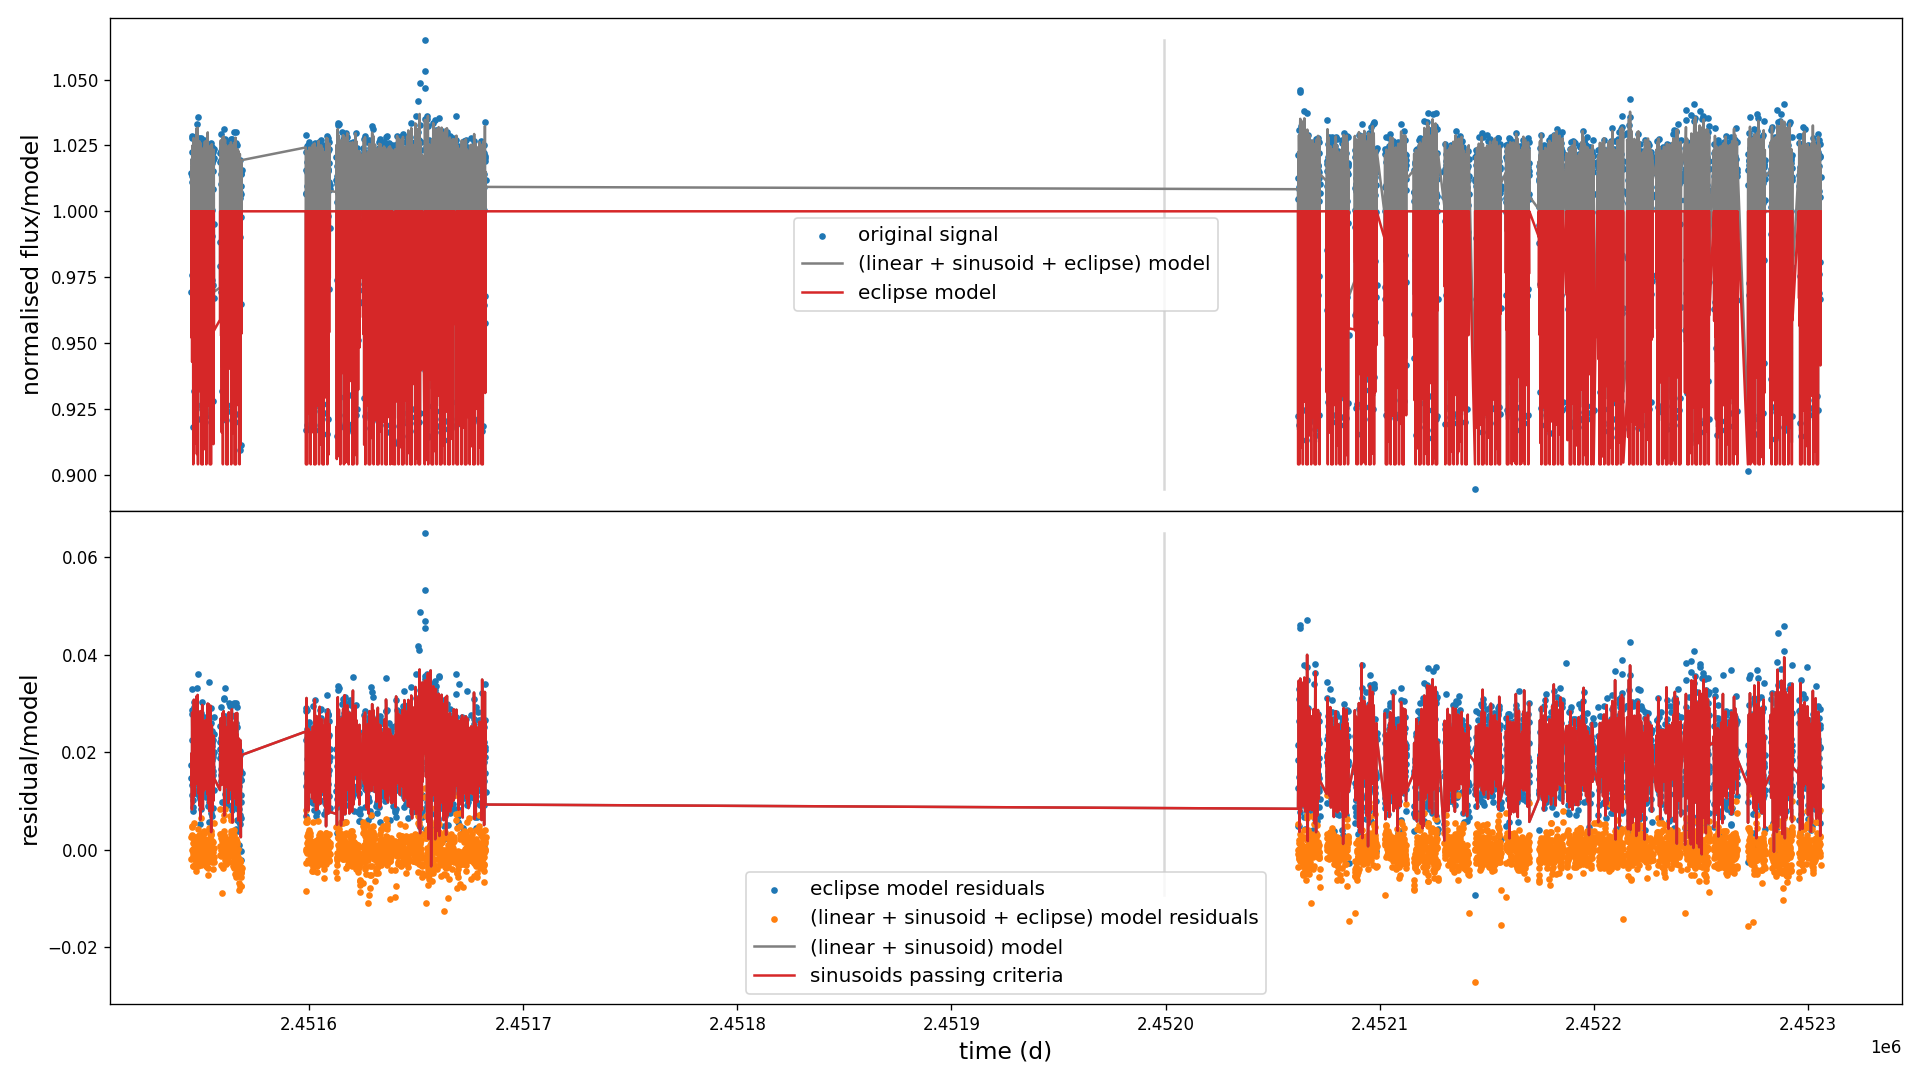 normalised flux/model
1.050
1.025
1.000
0.975
0.950
0.925
0.900
original signal
(linear + sinusoid + eclipse) model
eclipse model
residual/model
0.06
0.04
0.02
0.00
−0.02
eclipse model residuals
(linear + sinusoid + eclipse) model residuals
(linear + sinusoid) model
sinusoids passing criteria
2.4516 2.4517 2.4518 2.4519 2.4520 2.4521 2.4522 2.4523
time (d)
1e6